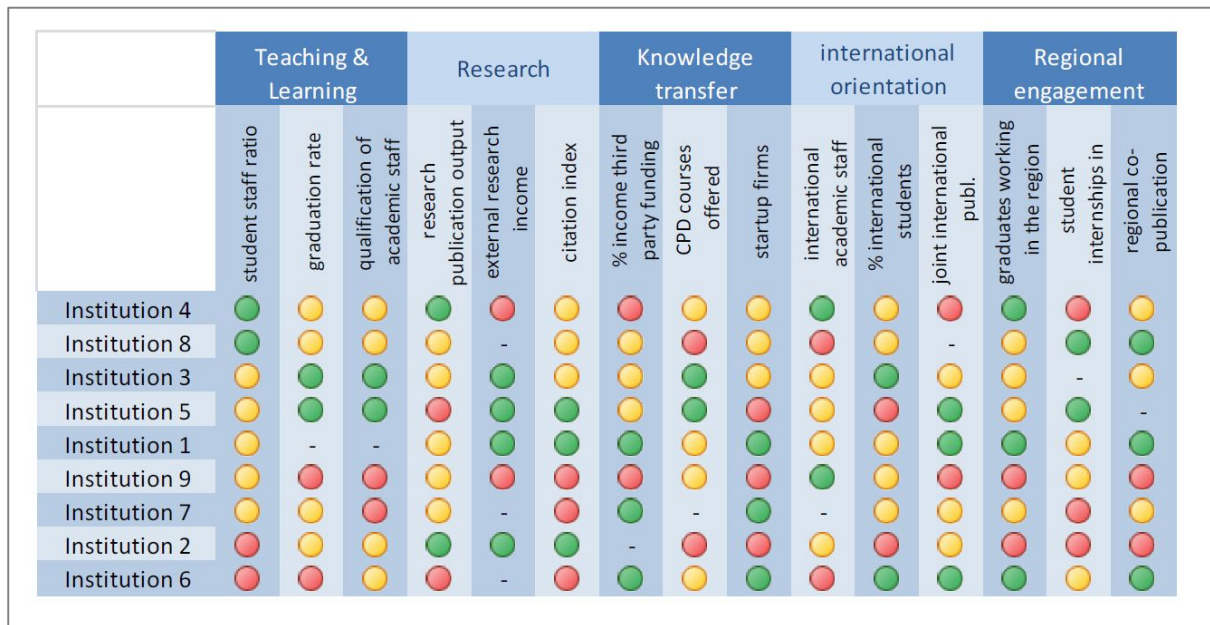 Teaching &
Learning
Research
Knowledge
transfer
international
orientation
Regional
engagement
student staff ratio
graduation rate
qualification of
academic staff
research
publication output
external research
income
citation index
% income third
party funding
CPD courses
offered
startup firms
international
academic staff
% international
students
joint international
publ.
graduates working
in the region
student
internships in
regional co-
publication
Institution 4
Institution 8
-
-
Institution 3
-
Institution 5
-
Institution 1
-
-
Institution 9
Institution 7
-
-
-
Institution 2
-
Institution 6
-